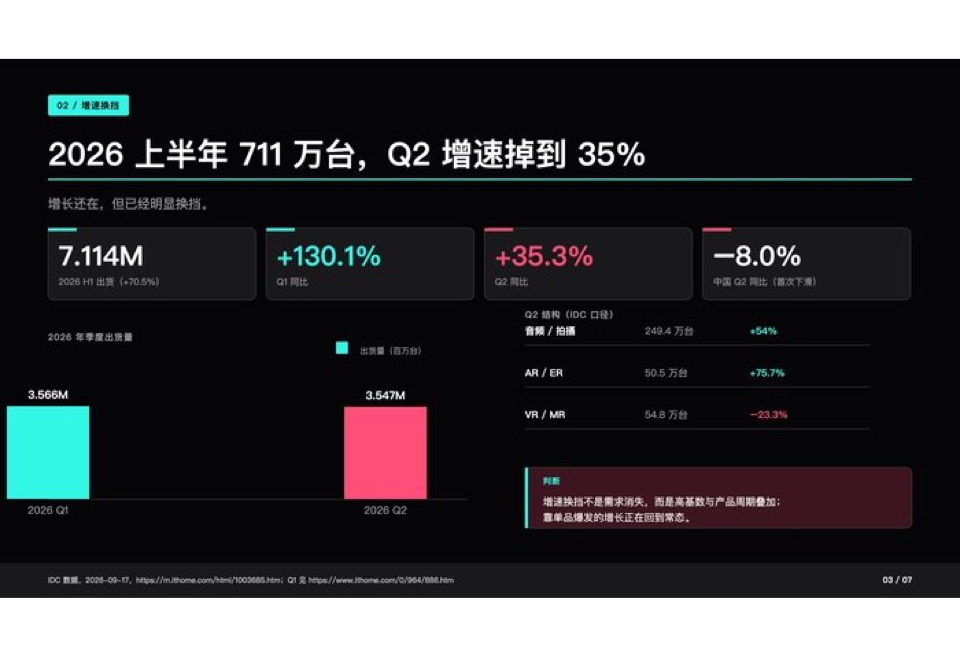 02 / 增速换挡
2026 上半年 711 万台，Q2 增速掉到 35%
增长还在，但已经明显换挡。
7.114M
2026 H1 出货（+70.5%）
+130.1%
Q1 同比
+35.3%
Q2 同比
−8.0%
中国 Q2 同比（首次下滑）
2026 年季度出货量
出货量（百万台）
3.566M
3.547M
2026 Q1
2026 Q2
Q2 结构（IDC 口径）
音频 / 拍摄 249.4 万台 +54%
AR / ER 50.5 万台 +75.7%
VR / MR 54.8 万台 −23.3%
判断
增速换挡不是需求消失，而是高基数与产品周期叠加；
靠单品爆发的增长正在回到常态。
IDC 数据，2026-09-17，https://m.ithome.com/html/1003685.htm；Q1 见 https://www.ithome.com/0/964/886.htm
03 / 07